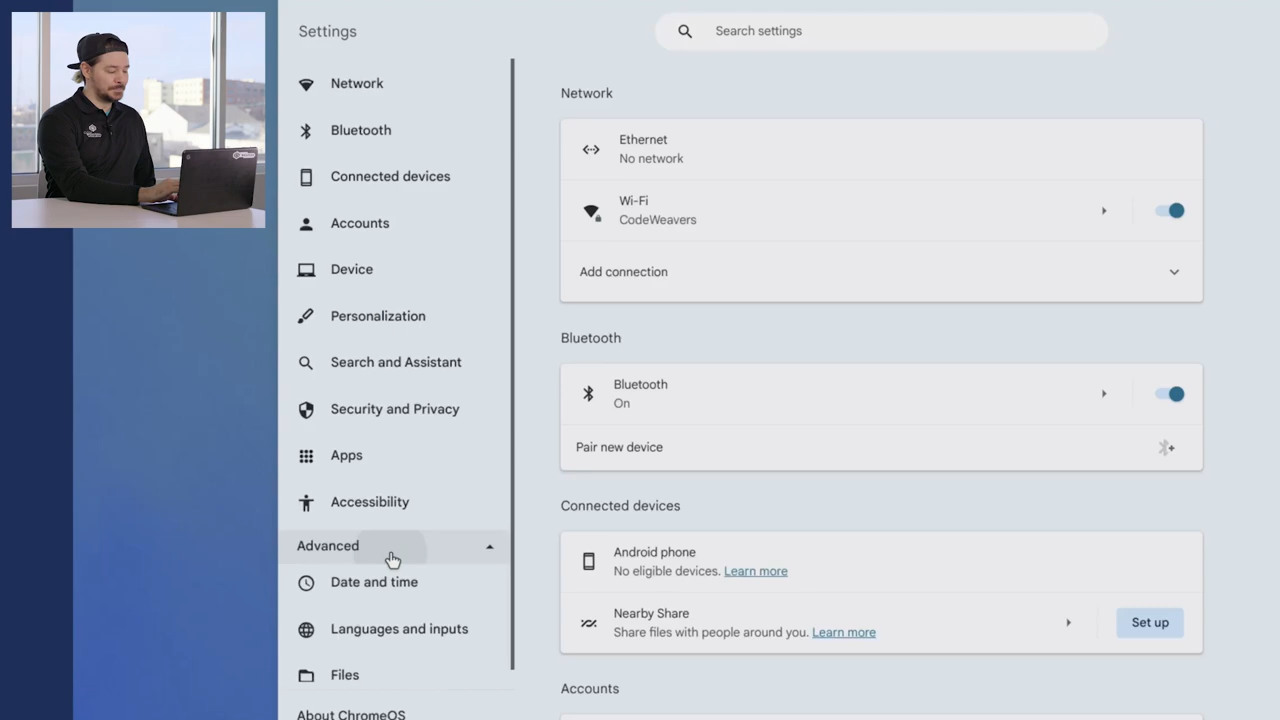 Settings
Search settings
Network
Bluetooth
Connected devices
Accounts
Device
Personalization
Search and Assistant
Security and Privacy
Apps
Accessibility
Advanced
Date and time
Languages and inputs
Files
About ChromeOS
Network
Ethernet
No network
Wi-Fi
CodeWeavers
Add connection
Bluetooth
Bluetooth
On
Pair new device
Connected devices
Android phone
No eligible devices. Learn more
Nearby Share
Share files with people around you. Learn more
Set up
Accounts